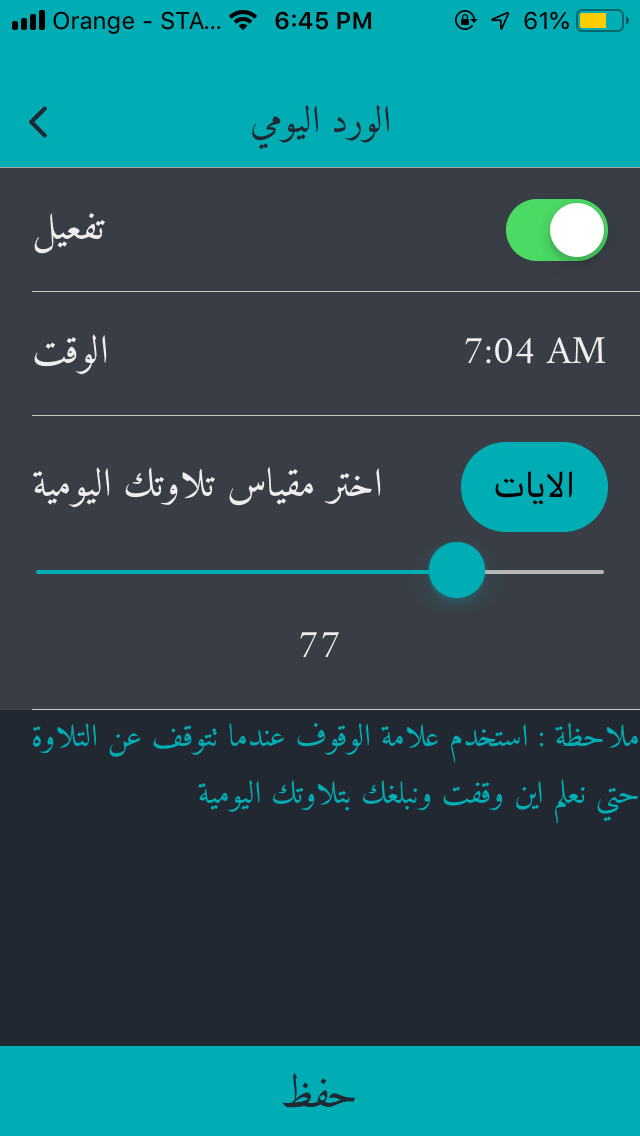 Orange - STA... 6:45 PM 61%
الورد اليومي
تفعيل
الوقت 7:04 AM
اختر مقياس تلاوتك اليومية الايات
77
ملاحظة : استخدم علامة الوقوف عندما تتوقف عن التلاوة
حتي نعلم اين وقفت ونبلغك بتلاوتك اليومية
حفظ